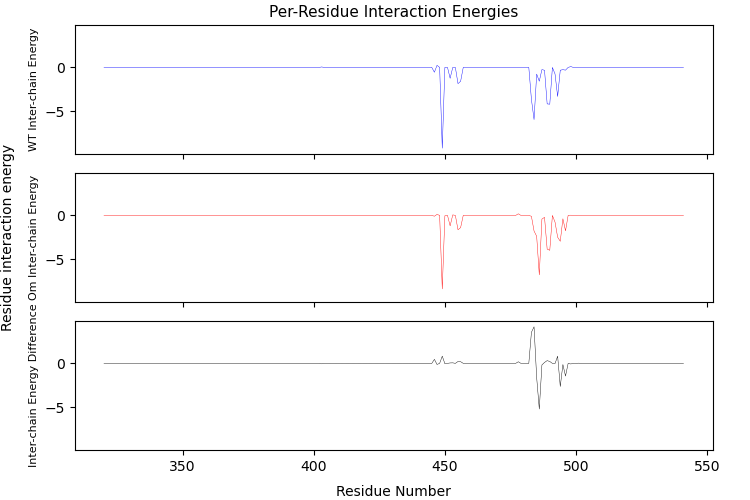 Per-Residue Interaction Energies
Residue interaction energy
WT Inter-chain Energy
0
−5
Om Inter-chain Energy
0
−5
Inter-chain Energy Difference
0
−5
350
400
450
500
550
Residue Number